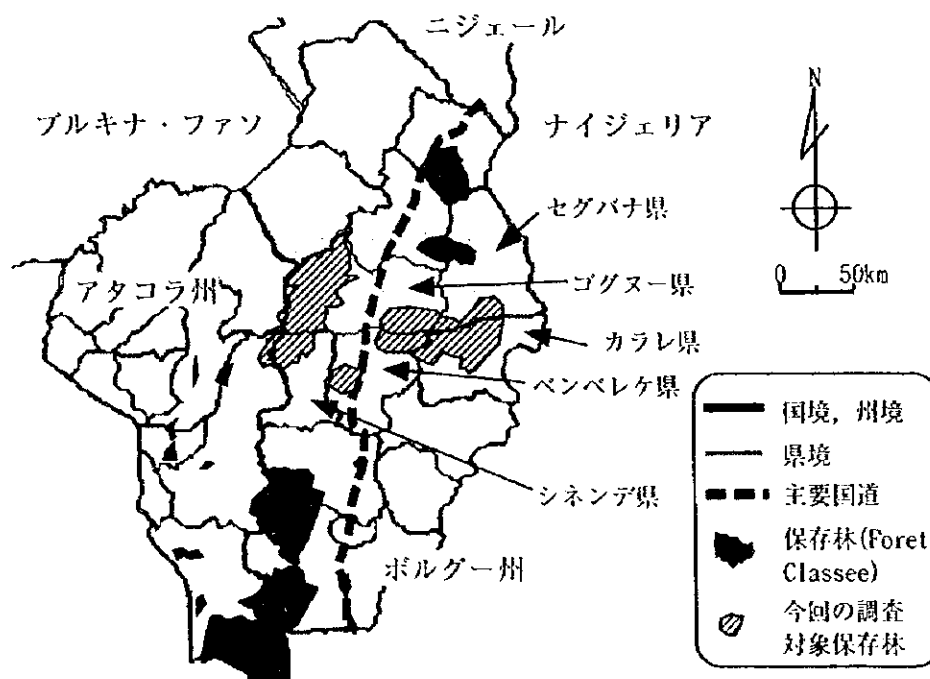 ニジェール
ブルキナ・ファソ
ナイジェリア
N
セグバナ県
0 50km
ゴグヌー県
アタコラ州
カラレ県
ベンベレケ県
シネンデ県
ボルグー州
国境，州境
県境
主要国道
保存林(Foret
Classee)
今回の調査
対象保存林